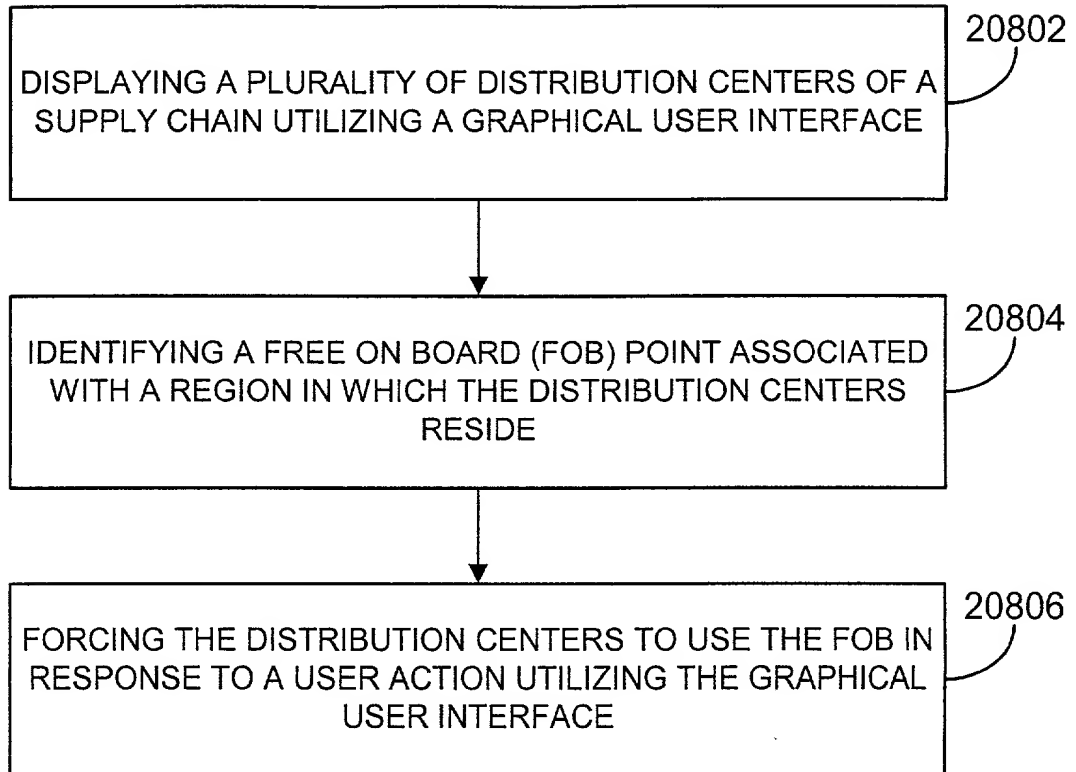 20802
DISPLAYING A PLURALITY OF DISTRIBUTION CENTERS OF A
SUPPLY CHAIN UTILIZING A GRAPHICAL USER INTERFACE
20804
IDENTIFYING A FREE ON BOARD (FOB) POINT ASSOCIATED
WITH A REGION IN WHICH THE DISTRIBUTION CENTERS
RESIDE
20806
FORCING THE DISTRIBUTION CENTERS TO USE THE FOB IN
RESPONSE TO A USER ACTION UTILIZING THE GRAPHICAL
USER INTERFACE